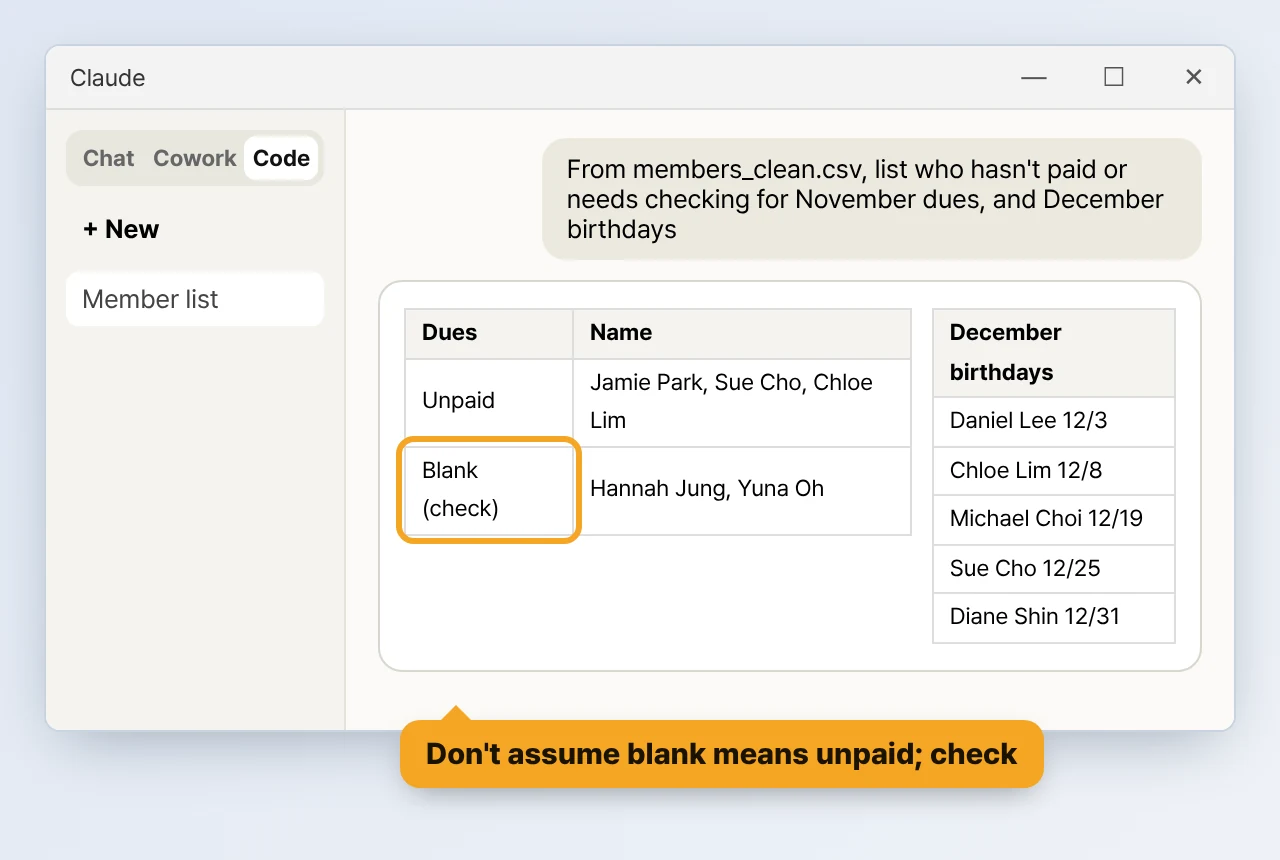 Claude
Chat Cowork Code
+ New
Member list
From members_clean.csv, list who hasn't paid or
needs checking for November dues, and December
birthdays
Dues Name
Unpaid
Jamie Park, Sue Cho, Chloe
Lim
Blank
(check)
Hannah Jung, Yuna Oh
December
birthdays
Daniel Lee 12/3
Chloe Lim 12/8
Michael Choi 12/19
Sue Cho 12/25
Diane Shin 12/31
Don't assume blank means unpaid; check